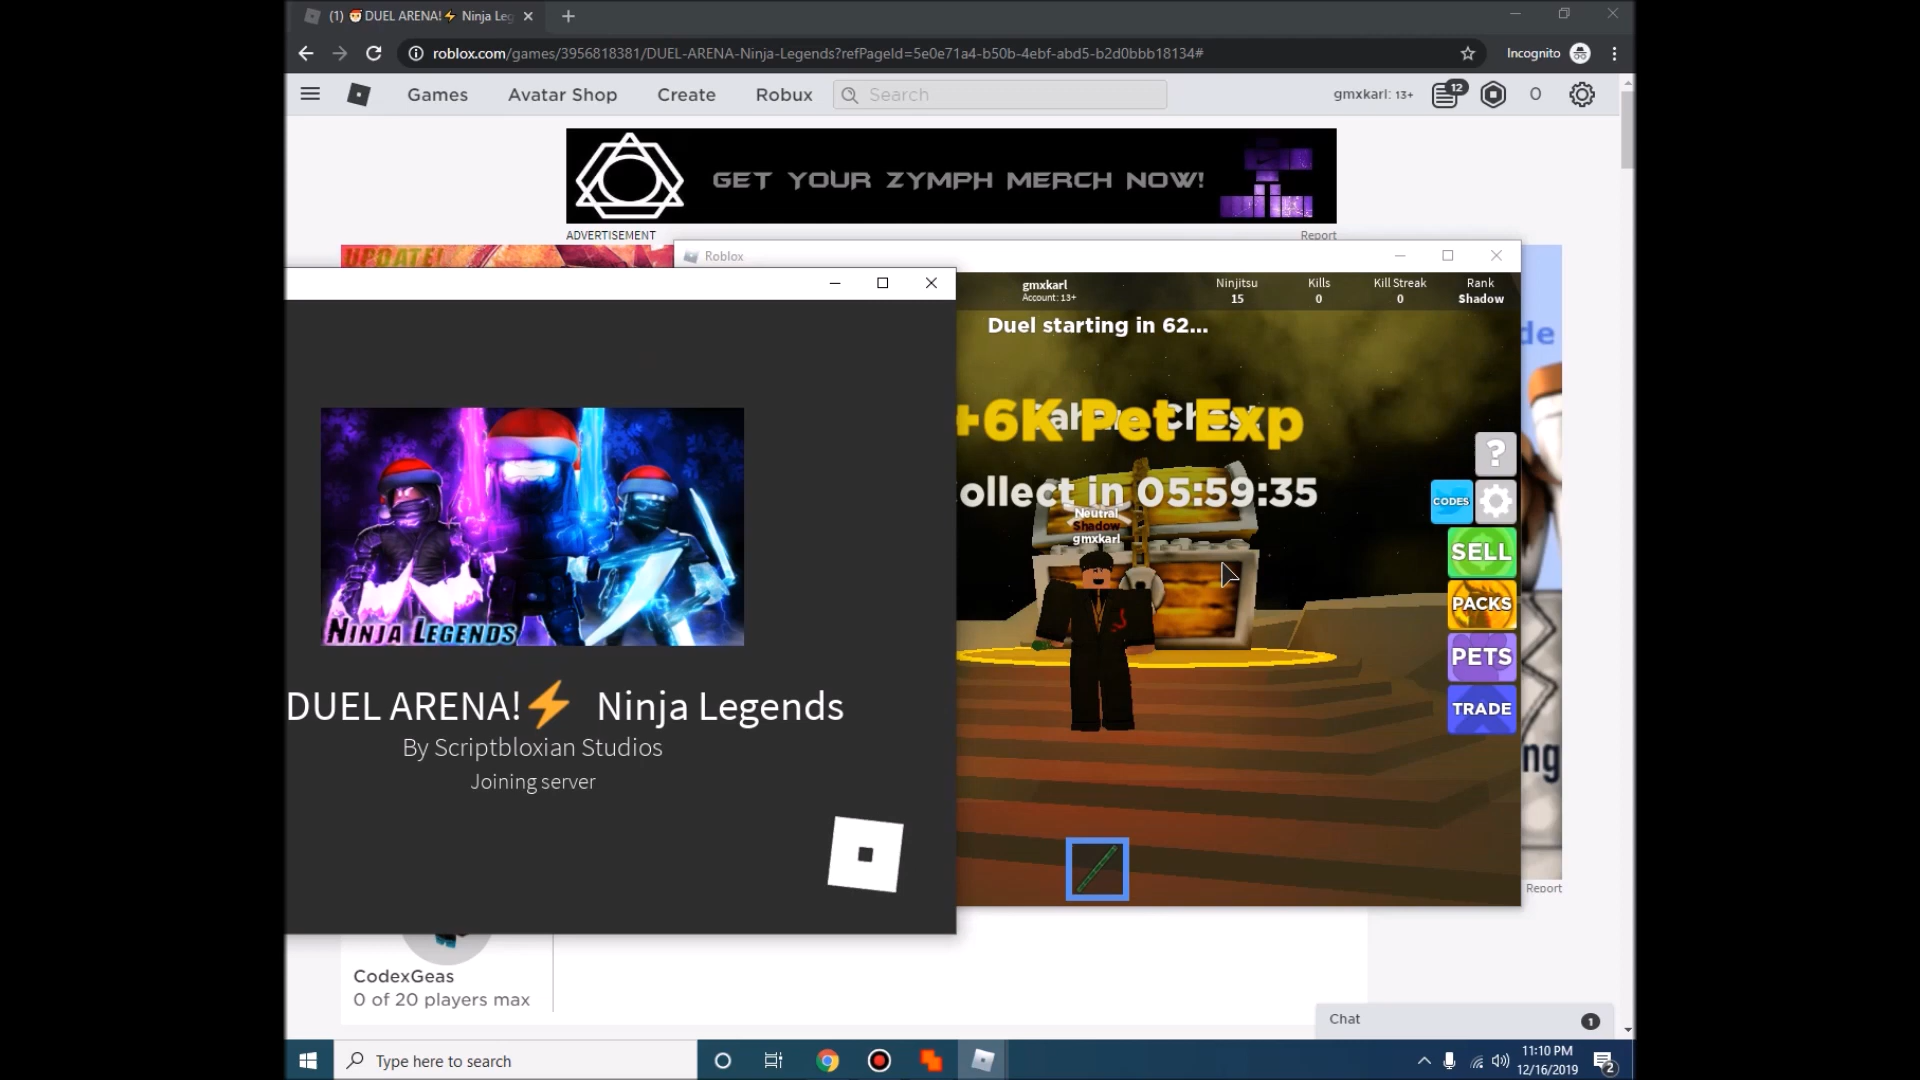 (1) 🎅DUEL ARENA!⚡ Ninja Leg
roblox.com/games/3956818381/DUEL-ARENA-Ninja-Legends?refPageId=5e0e71a4-b50b-4ebf-abd5-b2d0bbb18134#
Incognito
Games Avatar Shop Create Robux Search gmxkarl: 13+ 12 0
GET YOUR ZYMPH MERCH NOW!
ADVERTISEMENT Report
UPDATE!
Roblox
gmxkarl
Account: 13+
Ninjitsu Kills Kill Streak Rank
15 0 0 Shadow
Duel starting in 62...
+6K Pet Exp
ollect in 05:59:35
Neutral
Shadow
gmxkarl
?
CODES
SELL
PACKS
PETS
TRADE
de
ng
NINJA LEGENDS
DUEL ARENA!⚡ Ninja Legends
By Scriptbloxian Studios
Joining server
Report
CodexGeas
0 of 20 players max
Chat 1
Type here to search
11:10 PM
12/16/2019
2